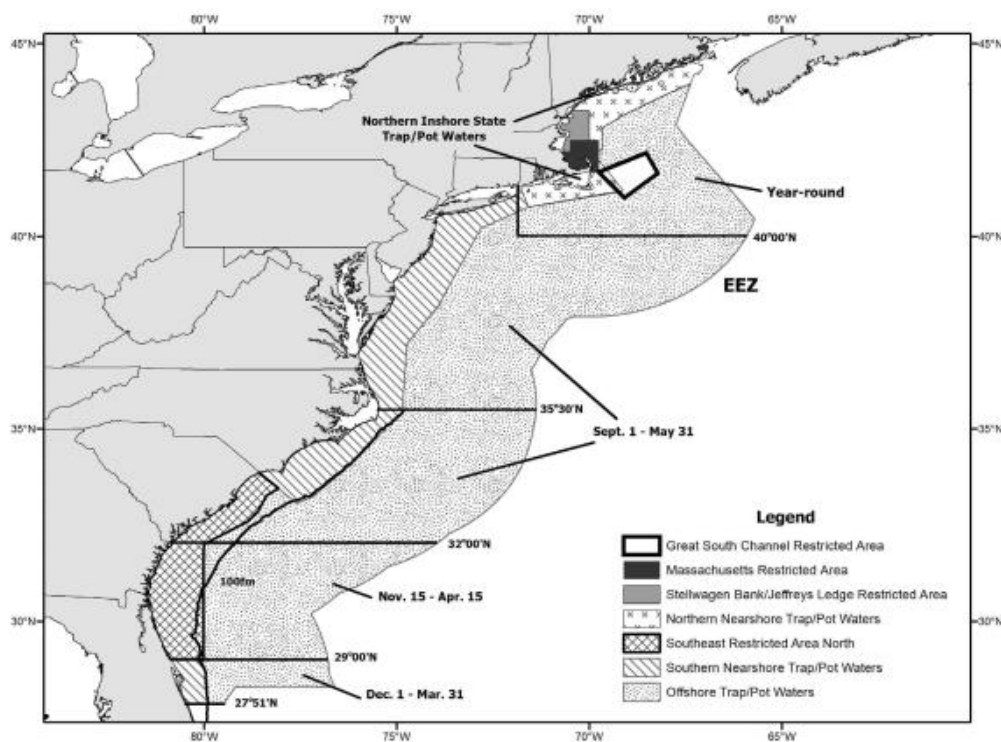 80°W 75°W 70°W 65°W
45°N
45°N
Northern Inshore State
Trap/Pot Waters
Year-round
40°N
40°00'N
40°N
EEZ
35°N
35°30'N
35°N
Sept. 1 - May 31
32°00'N
100fm
Nov. 15 - Apr. 15
30°N
30°N
29°00'N
Dec. 1 - Mar. 31
27°51'N
Legend
Great South Channel Restricted Area
Massachusetts Restricted Area
Stellwagen Bank/Jeffreys Ledge Restricted Area
Northern Nearshore Trap/Pot Waters
Southeast Restricted Area North
Southern Nearshore Trap/Pot Waters
Offshore Trap/Pot Waters
80°W 75°W 70°W 65°W